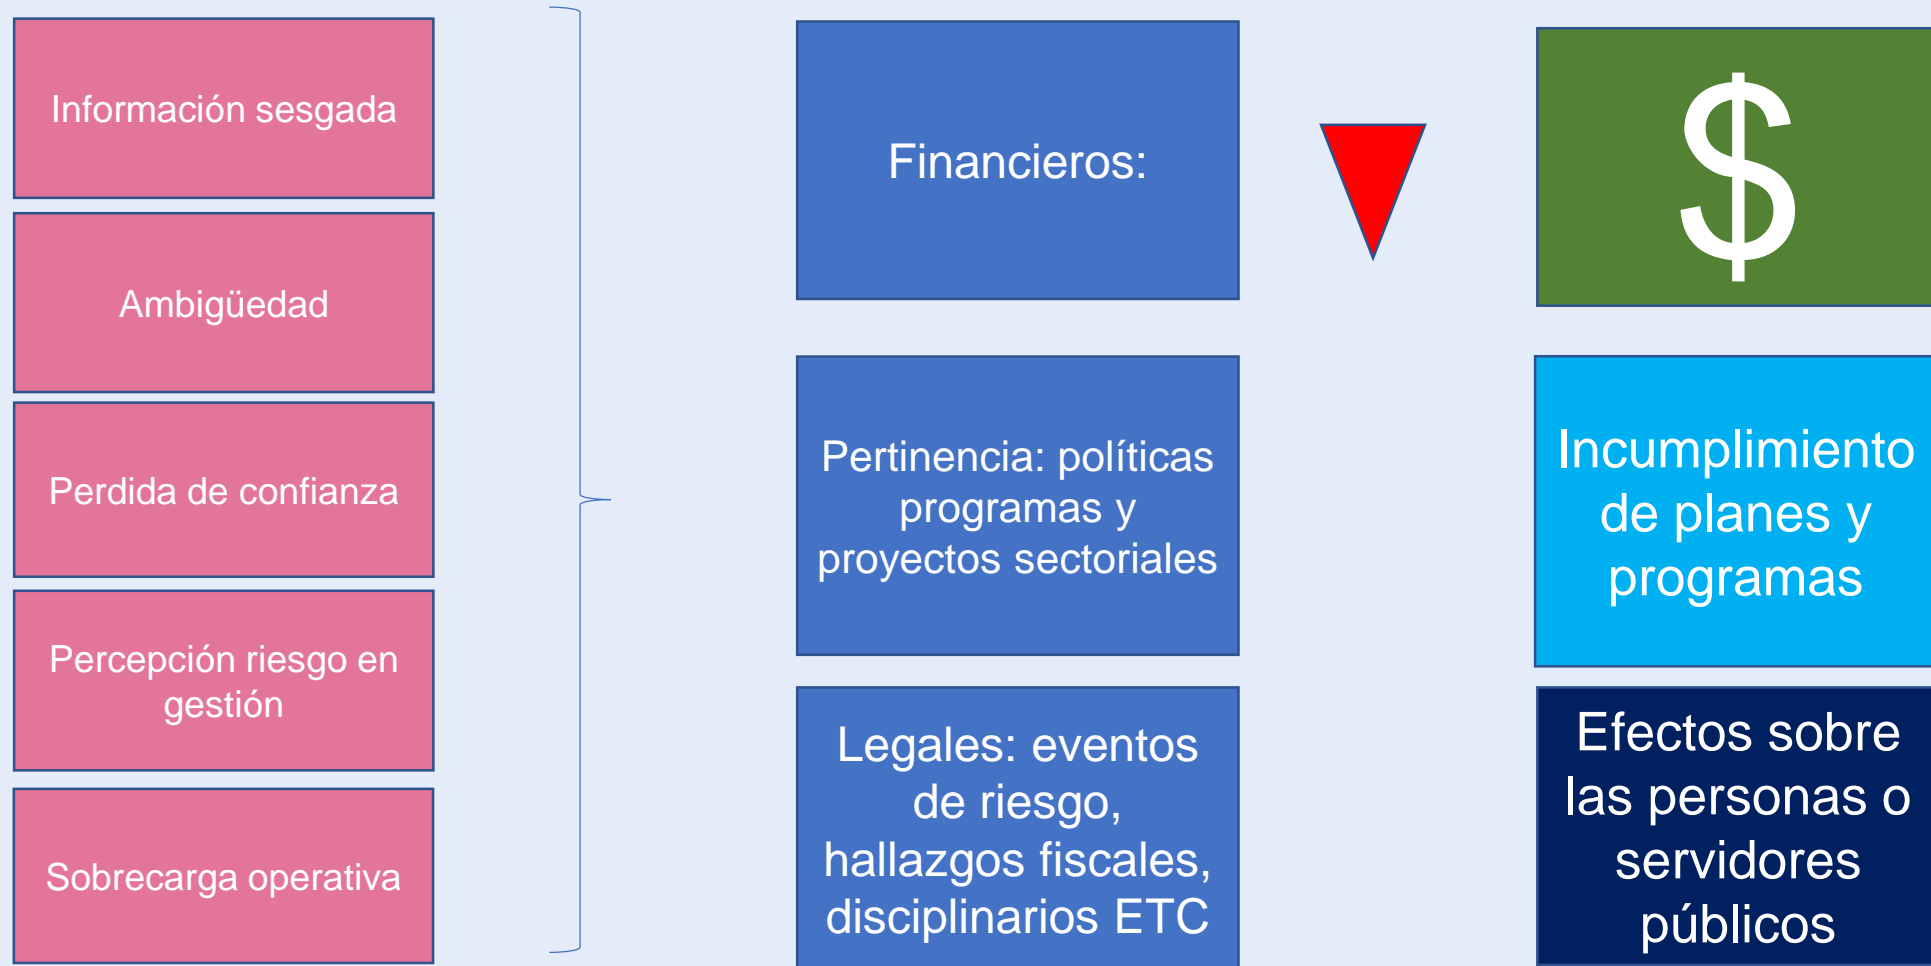 Información sesgada
Ambigüedad
Perdida de confianza
Percepción riesgo en
gestión
Sobrecarga operativa
Financieros:
Pertinencia: políticas
programas y
proyectos sectoriales
Legales: eventos
de riesgo,
hallazgos fiscales,
disciplinarios ETC
$
Incumplimiento
de planes y
programas
Efectos sobre
las personas o
servidores
públicos